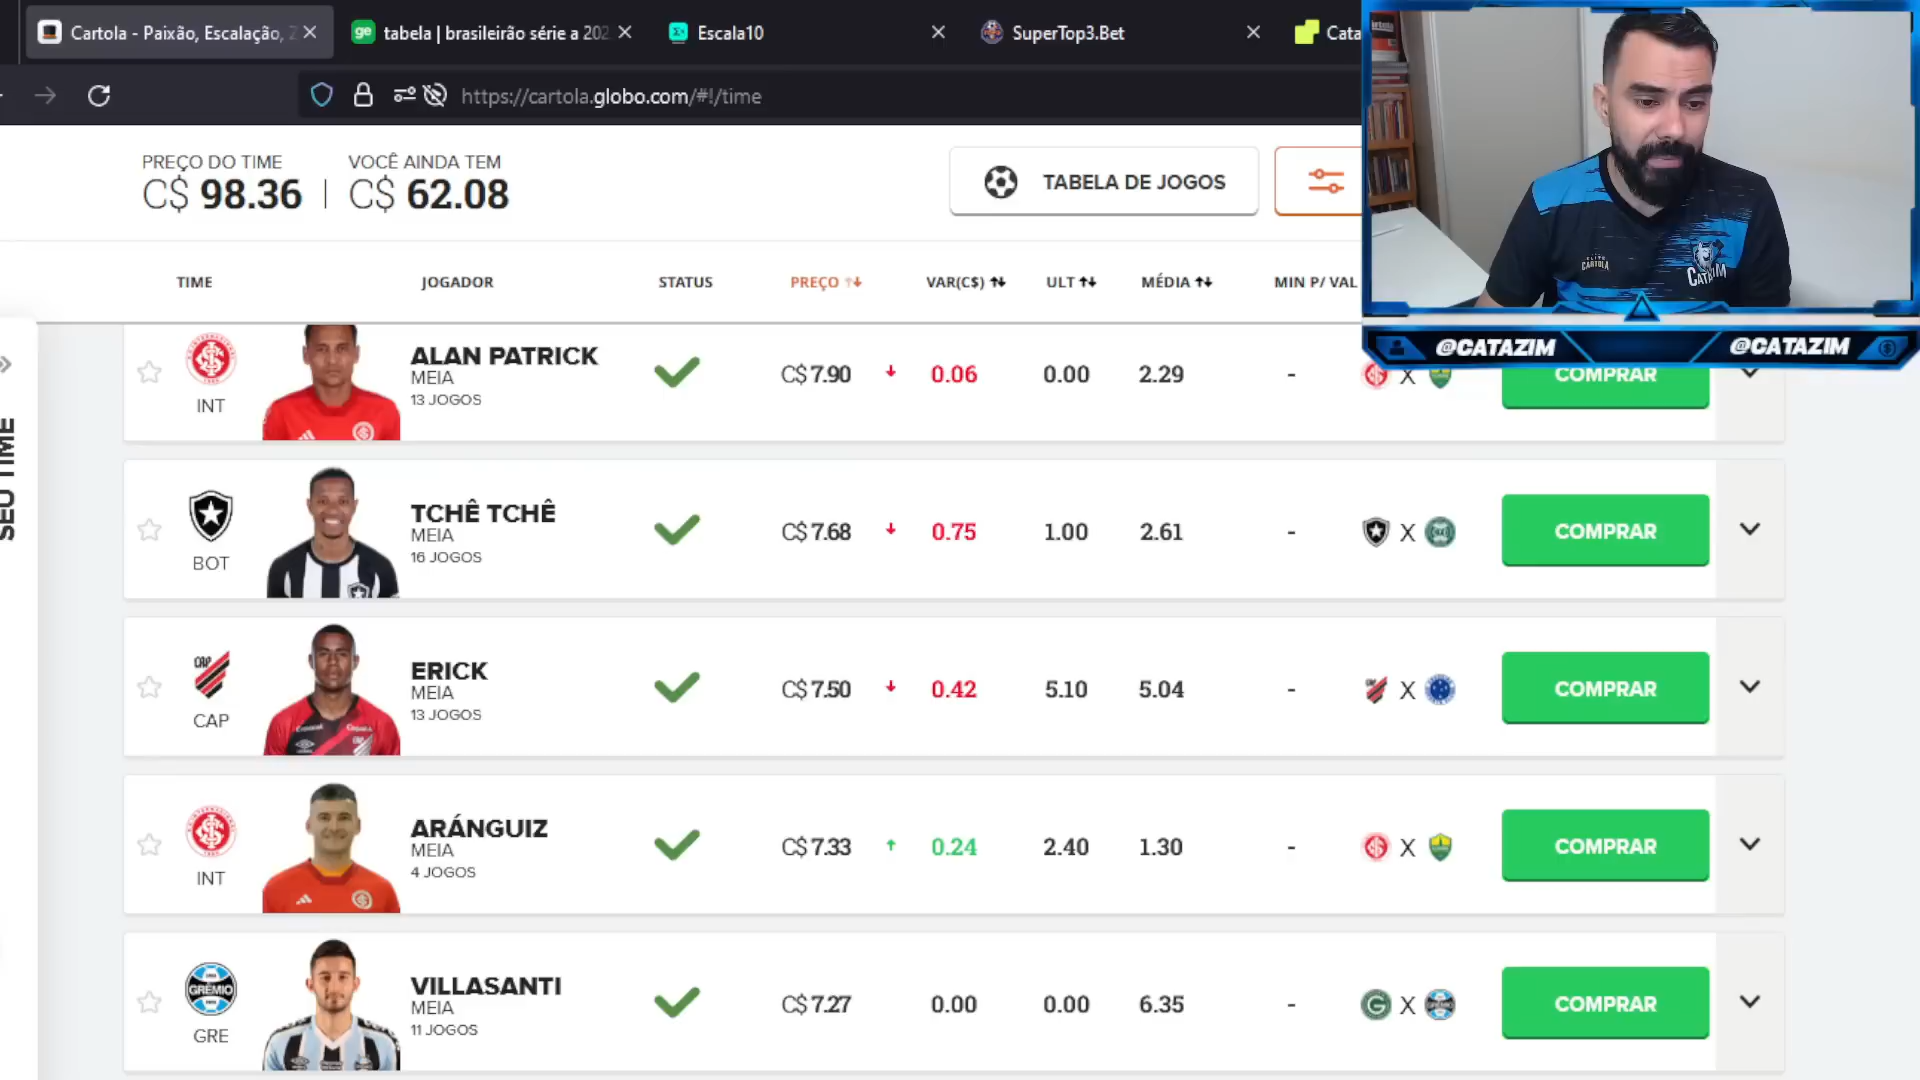 Cartola - Paixão, Escalação, Z
tabela | brasileirão série a 202
Escala10
SuperTop3.Bet
Cata
https://cartola.globo.com/#!/time
PREÇO DO TIME
C$ 98.36
VOCÊ AINDA TEM
C$ 62.08
TABELA DE JOGOS
TIME JOGADOR STATUS PREÇO VAR(C$) ULT MÉDIA MIN P/ VAL
SEU TIME
@CATAZIM
@CATAZIM
ELITE CARTOLA
CATAZIM
INT
ALAN PATRICK
MEIA
13 JOGOS
C$ 7.90 0.06 0.00 2.29 - X COMPRAR
BOT
TCHÊ TCHÊ
MEIA
16 JOGOS
C$ 7.68 0.75 1.00 2.61 - X COMPRAR
CAP
ERICK
MEIA
13 JOGOS
C$ 7.50 0.42 5.10 5.04 - X COMPRAR
INT
ARÁNGUIZ
MEIA
4 JOGOS
C$ 7.33 0.24 2.40 1.30 - X COMPRAR
GRÊMIO
GRE
VILLASANTI
MEIA
11 JOGOS
C$ 7.27 0.00 0.00 6.35 - X COMPRAR